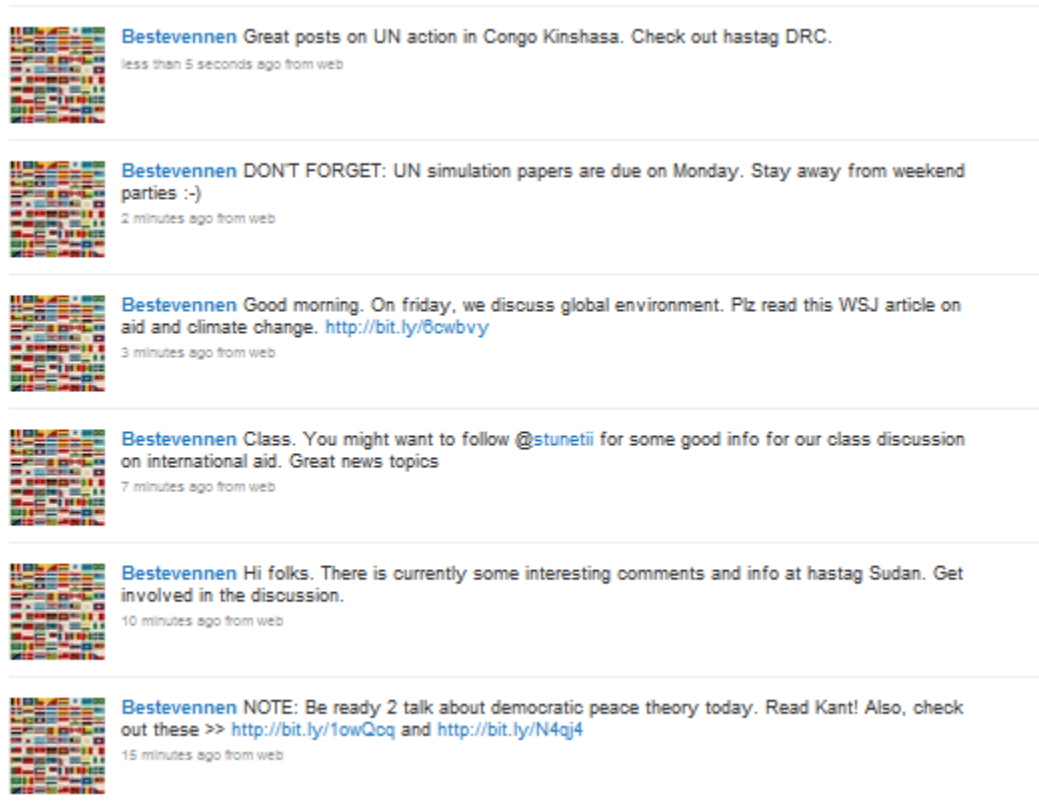 Bestevennen Great posts on UN action in Congo Kinshasa. Check out hastag DRC.
less than 5 seconds ago from web
Bestevennen DON'T FORGET: UN simulation papers are due on Monday. Stay away from weekend
parties :-)
2 minutes ago from web
Bestevennen Good morning. On friday, we discuss global environment. Plz read this WSJ article on
aid and climate change. http://bit.ly/6cwbvy
3 minutes ago from web
Bestevennen Class. You might want to follow @stunetii for some good info for our class discussion
on international aid. Great news topics
7 minutes ago from web
Bestevennen Hi folks. There is currently some interesting comments and info at hastag Sudan. Get
involved in the discussion.
10 minutes ago from web
Bestevennen NOTE: Be ready 2 talk about democratic peace theory today. Read Kant! Also, check
out these >> http://bit.ly/1owQcq and http://bit.ly/N4qj4
15 minutes ago from web